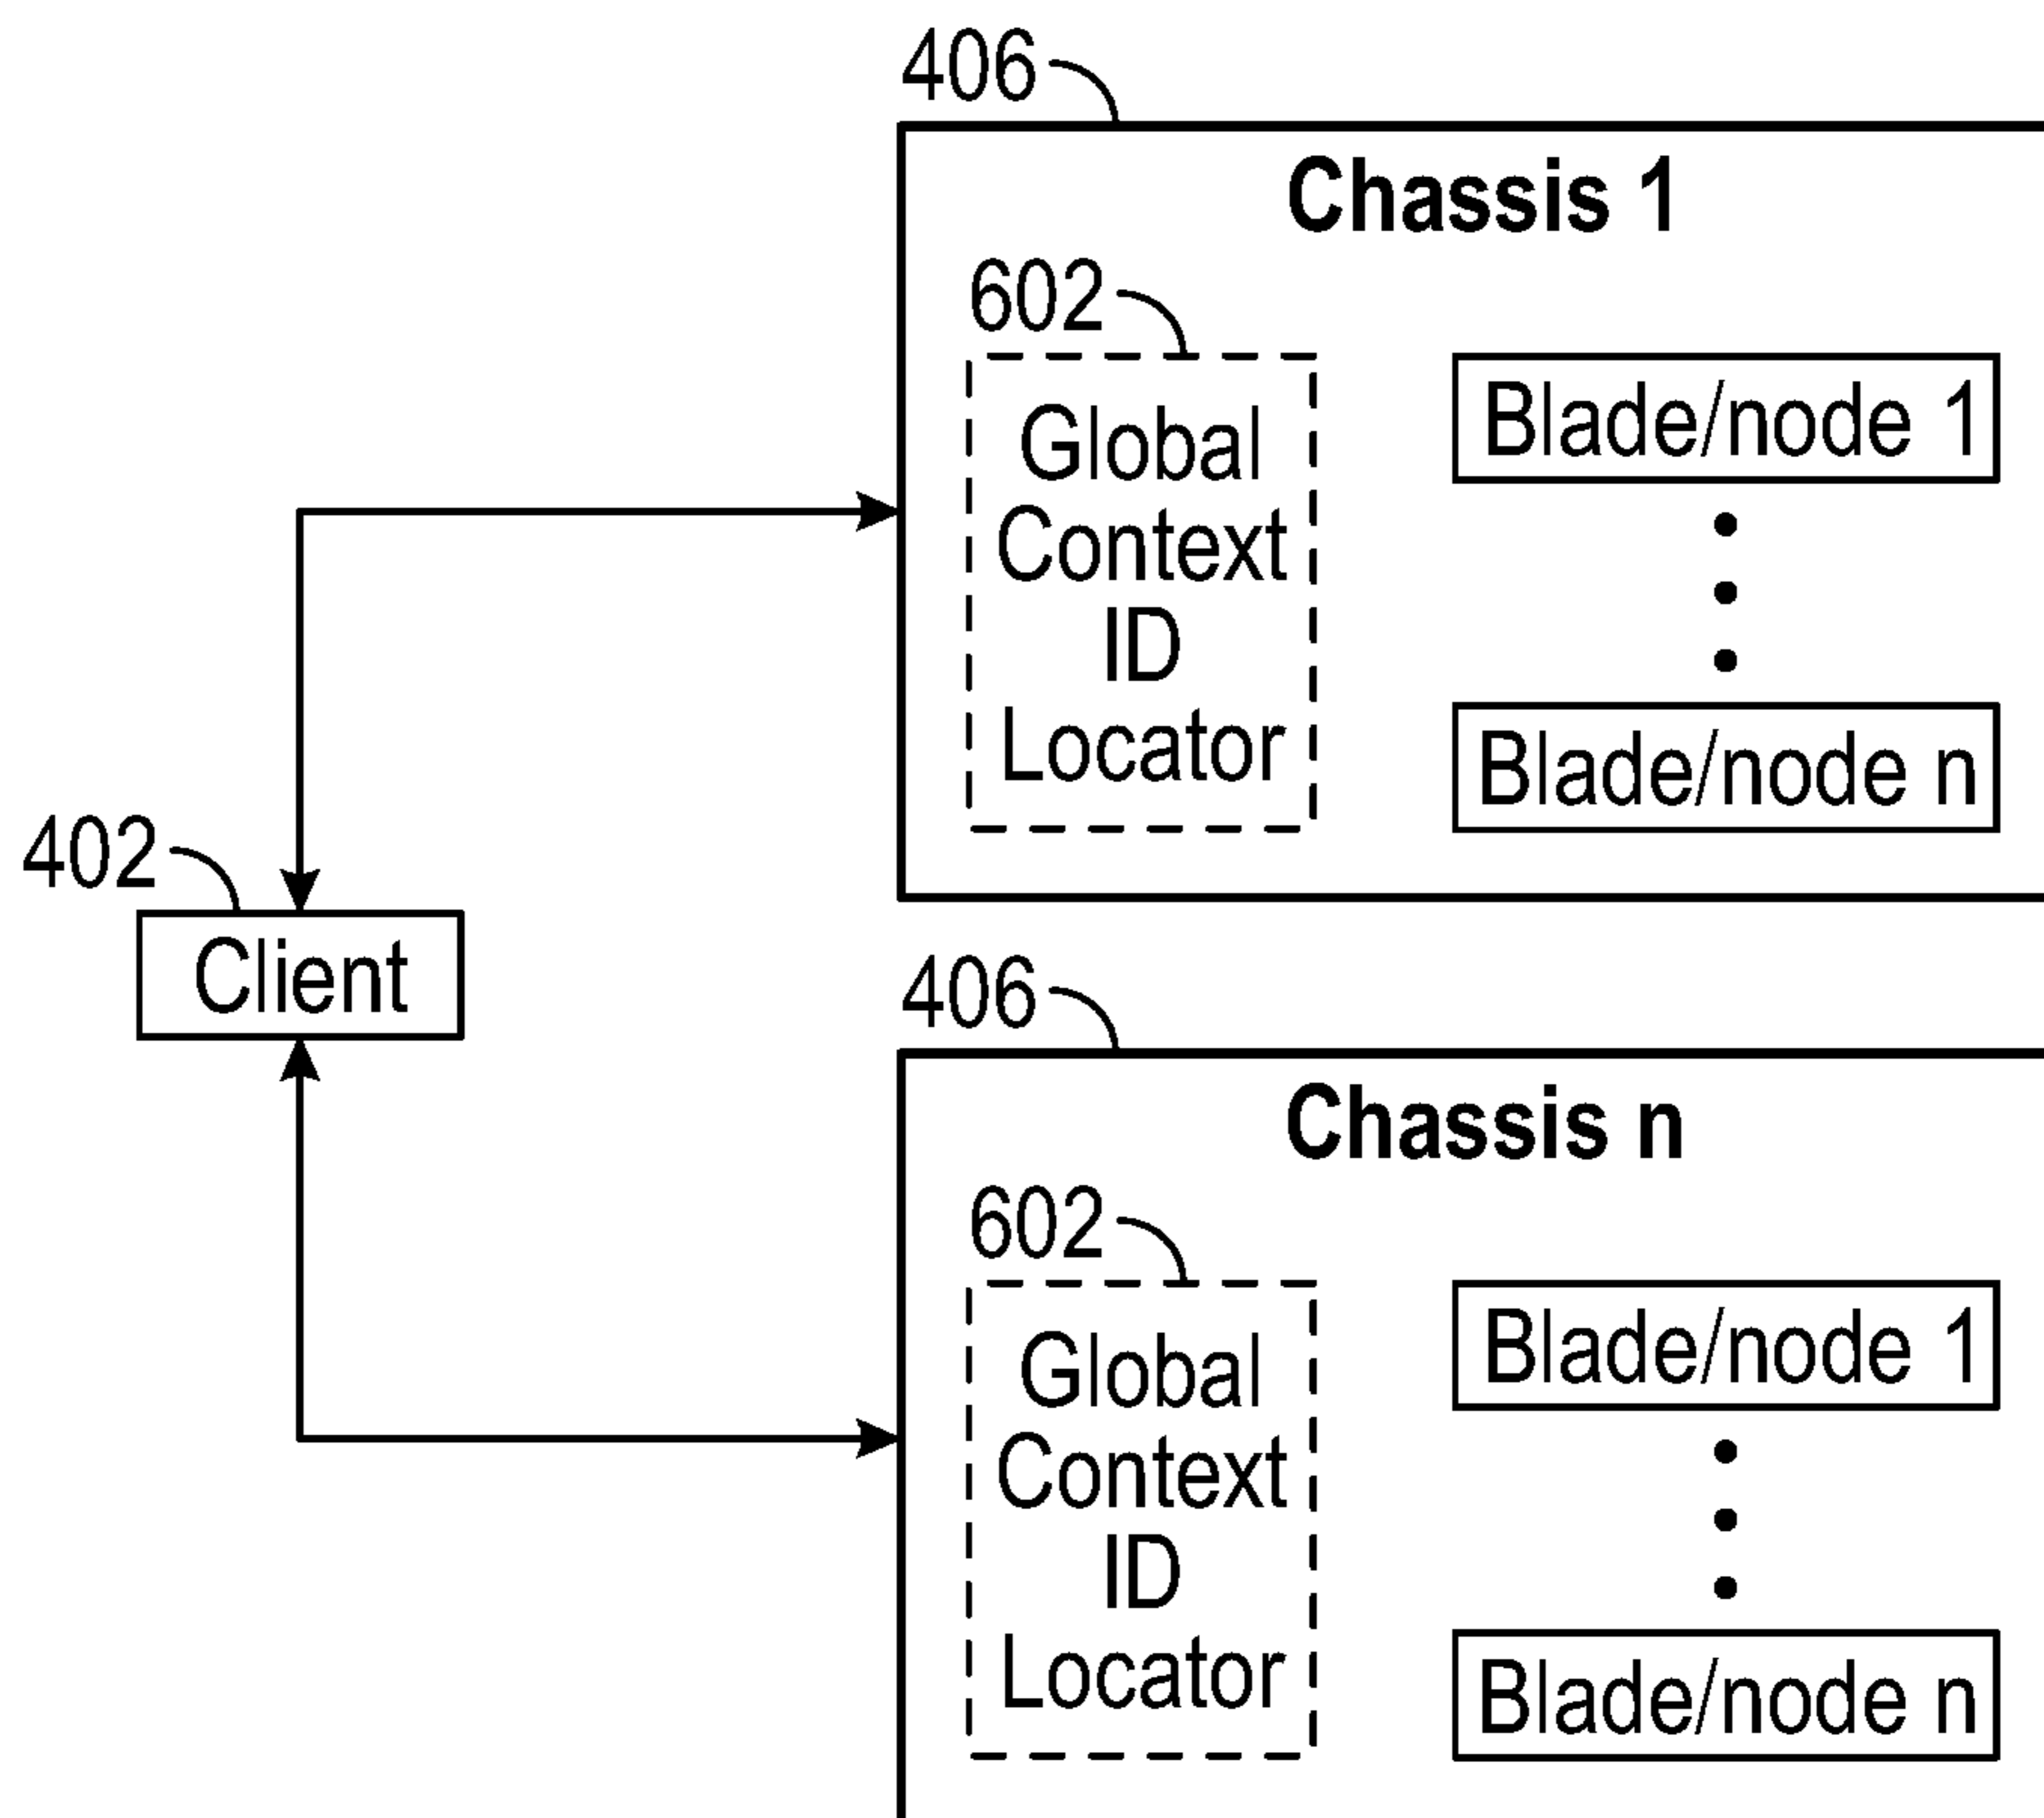 406
Chassis 1
602
Global
Context
ID
Locator
Blade/node 1
Blade/node n
402
Client
406
Chassis n
602
Global
Context
ID
Locator
Blade/node 1
Blade/node n